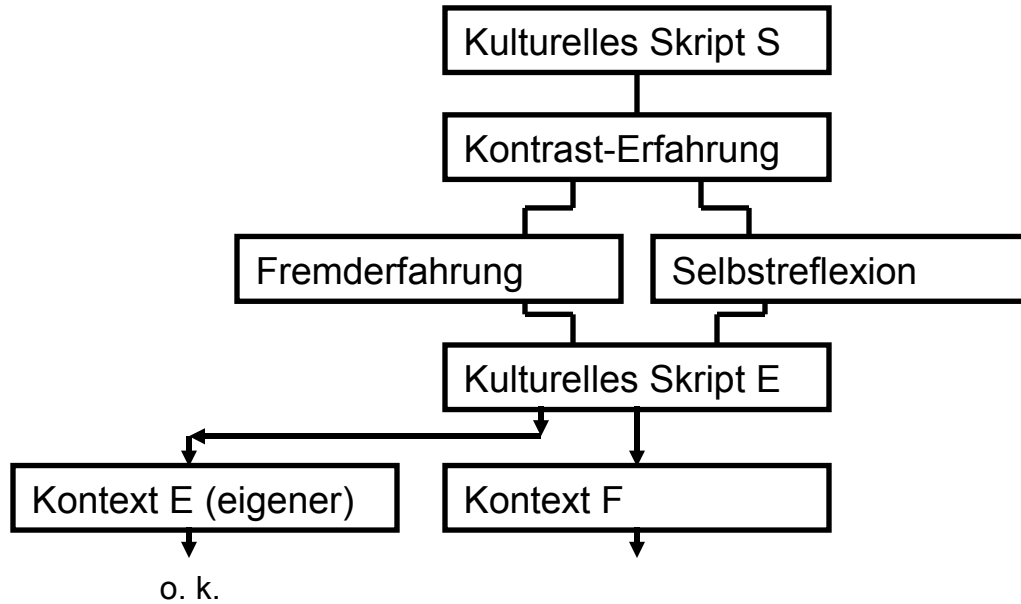 Kulturelles Skript S
Kontrast-Erfahrung
Fremderfahrung
Selbstreflexion
Kulturelles Skript E
Kontext E (eigener)
Kontext F
o. k.